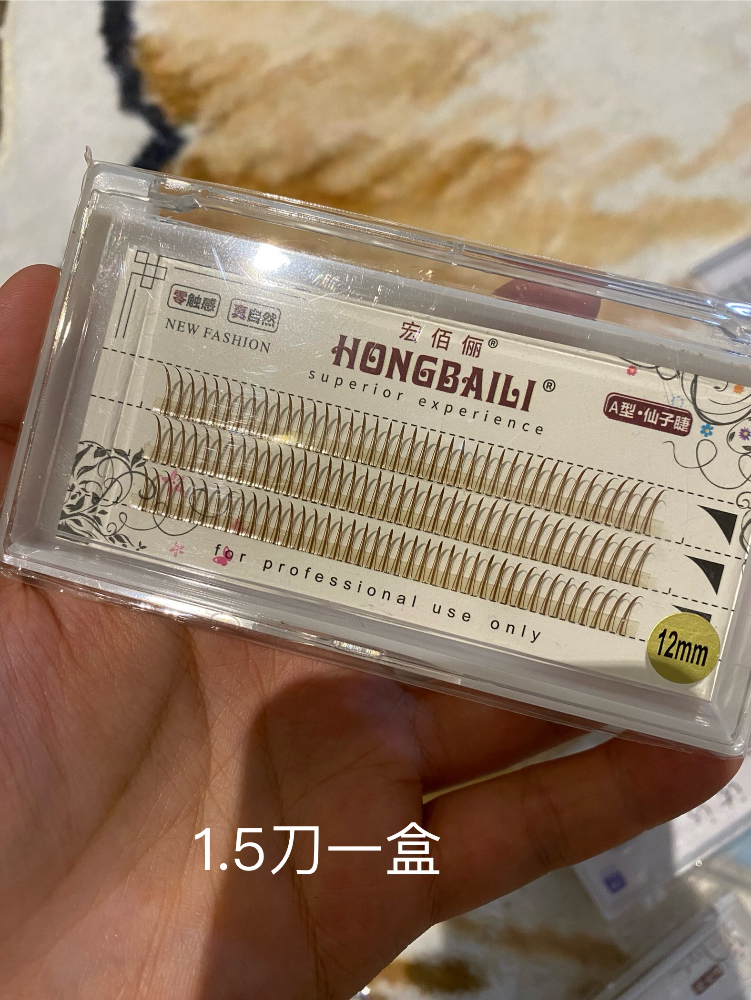 零触感 真自然
NEW FASHION
宏佰俪®
HONGBAILI®
superior experience
A型·仙子睫
for professional use only
12mm
1.5刀一盒